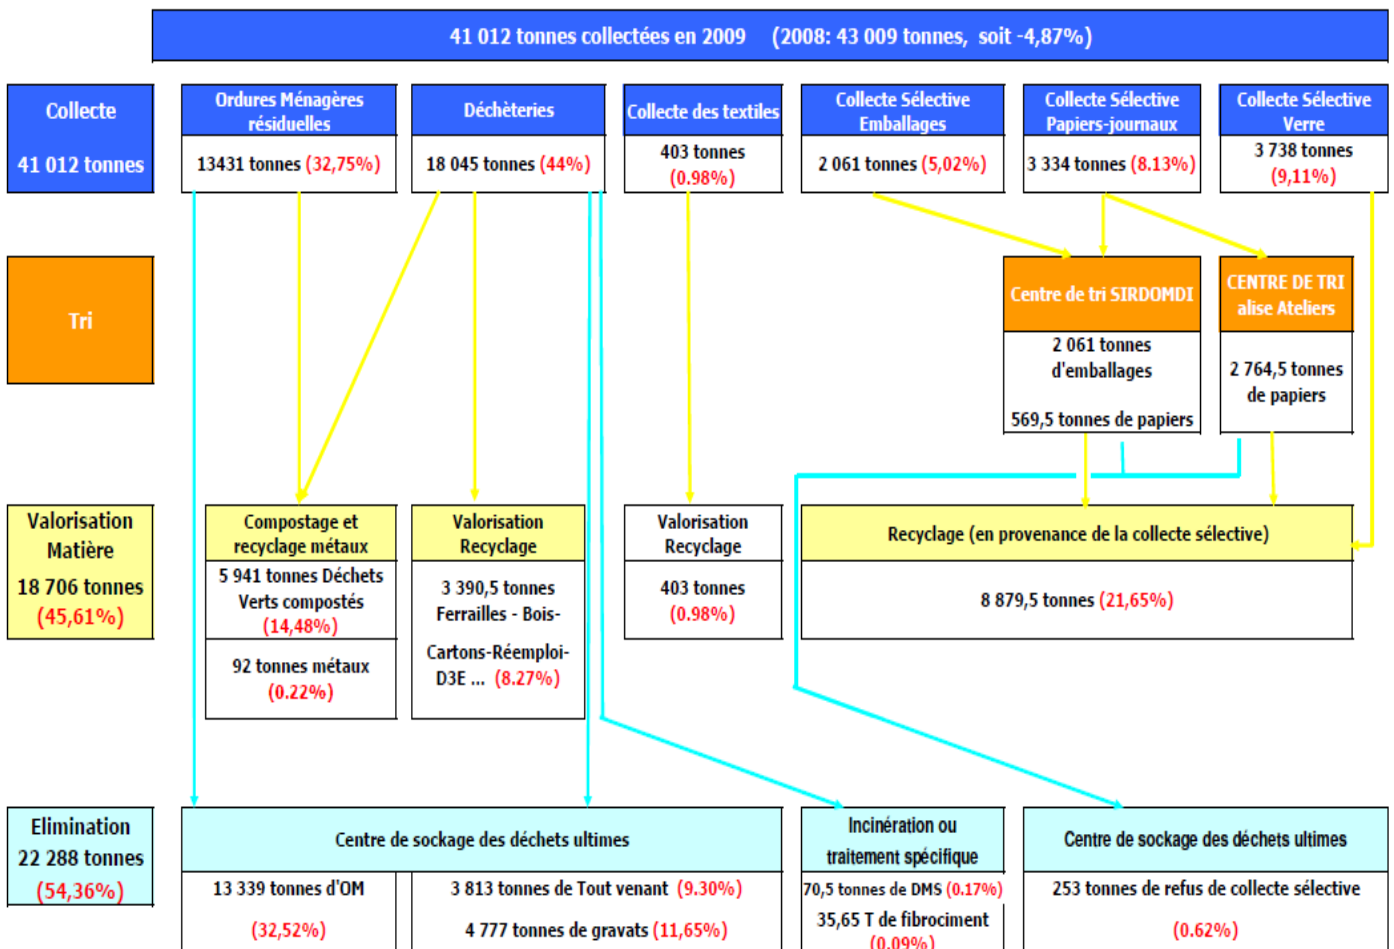 41 012 tonnes collectées en 2009 (2008: 43 009 tonnes, soit -4,87%)
Collecte
41 012 tonnes
Ordures Ménagères
résiduelles
13431 tonnes (32,75%)
Déchèteries
18 045 tonnes (44%)
Collecte des textiles
403 tonnes
(0.98%)
Collecte Sélective
Emballages
2 061 tonnes (5,02%)
Collecte Sélective
Papiers-journaux
3 334 tonnes (8.13%)
Collecte Sélective
Verre
3 738 tonnes
(9,11%)
Tri
Centre de tri SIRDOMDI
2 061 tonnes
d'emballages
569,5 tonnes de papiers
CENTRE DE TRI
alise Ateliers
2 764,5 tonnes
de papiers
Valorisation
Matière
18 706 tonnes
(45,61%)
Compostage et
recyclage métaux
5 941 tonnes Déchets
Verts compostés
(14,48%)
92 tonnes métaux
(0.22%)
Valorisation
Recyclage
3 390,5 tonnes
Ferrailles - Bois-
Cartons-Réemploi-
D3E ... (8.27%)
Valorisation
Recyclage
403 tonnes
(0.98%)
Recyclage (en provenance de la collecte sélective)
8 879,5 tonnes (21,65%)
Elimination
22 288 tonnes
(54,36%)
Centre de sockage des déchets ultimes
13 339 tonnes d'OM
(32,52%)
3 813 tonnes de Tout venant (9.30%)
4 777 tonnes de gravats (11,65%)
Incinération ou
traitement spécifique
70,5 tonnes de DMS (0.17%)
35,65 T de fibrociment
(0.09%)
Centre de sockage des déchets ultimes
253 tonnes de refus de collecte sélective
(0.62%)